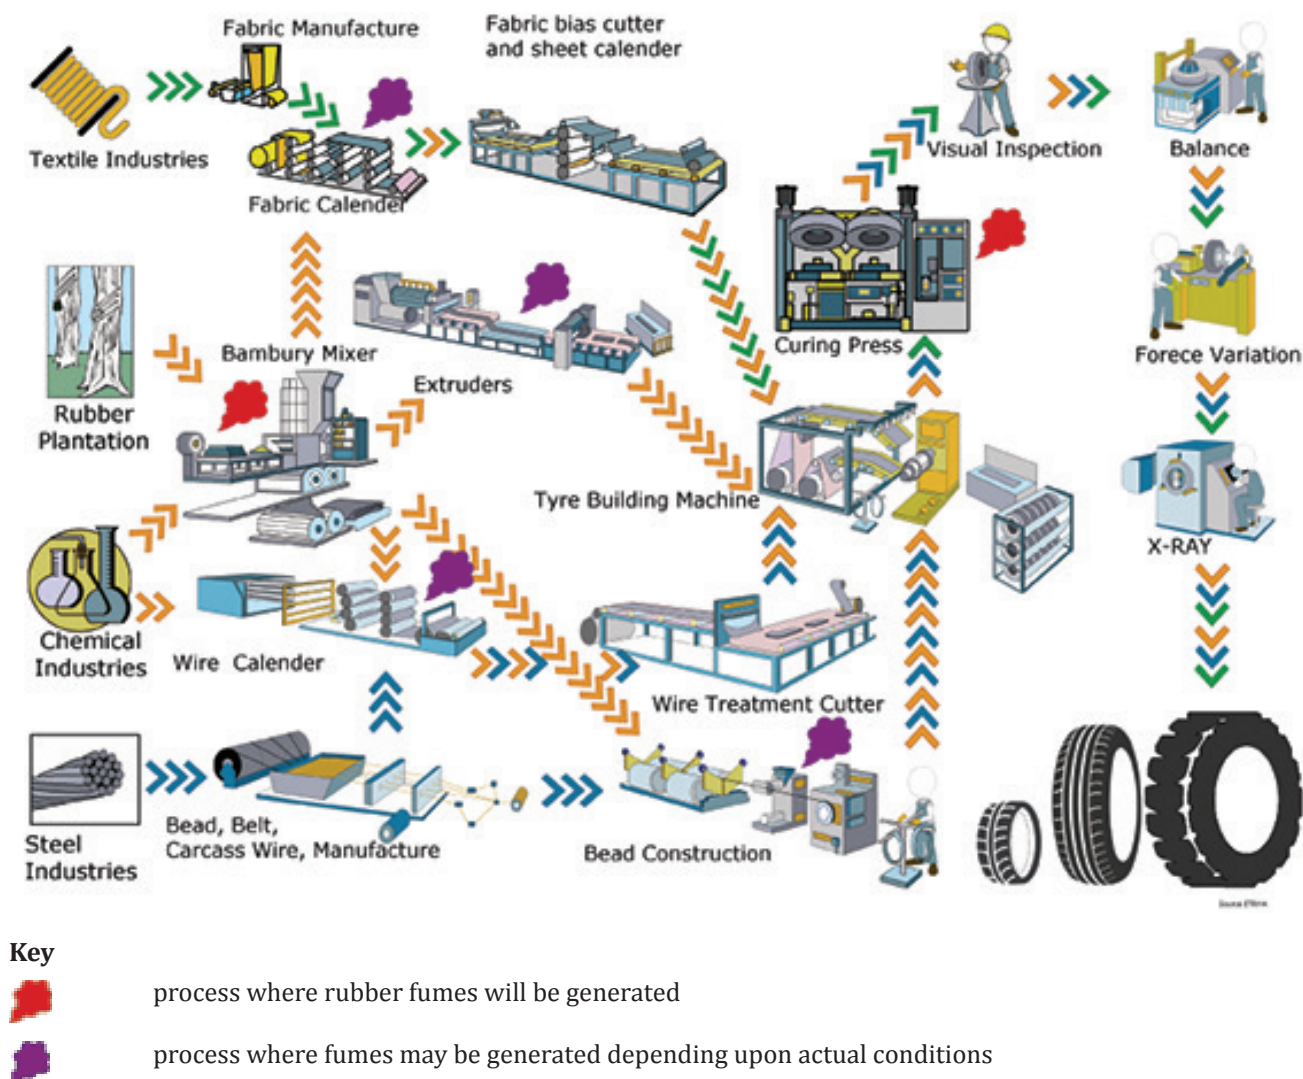 Fabric Manufacture
Fabric bias cutter
and sheet calender
Textile Industries
Fabric Calender
Visual Inspection
Balance
Bambury Mixer
Extruders
Curing Press
Forece Variation
Rubber
Plantation
Tyre Building Machine
X-RAY
Chemical
Industries
Wire Calender
Wire Treatment Cutter
Steel
Industries
Bead, Belt,
Carcass Wire, Manufacture
Bead Construction
Key
process where rubber fumes will be generated
process where fumes may be generated depending upon actual conditions